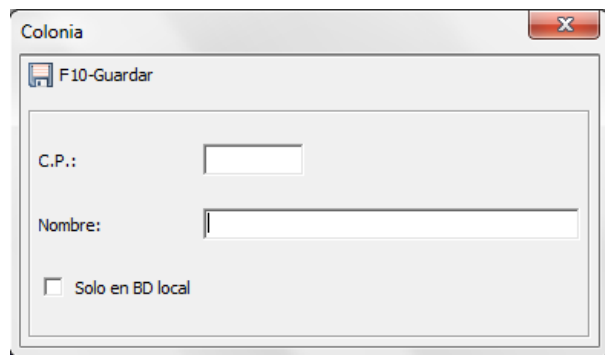 Colonia
F10-Guardar
C.P.:
Nombre:
Solo en BD local